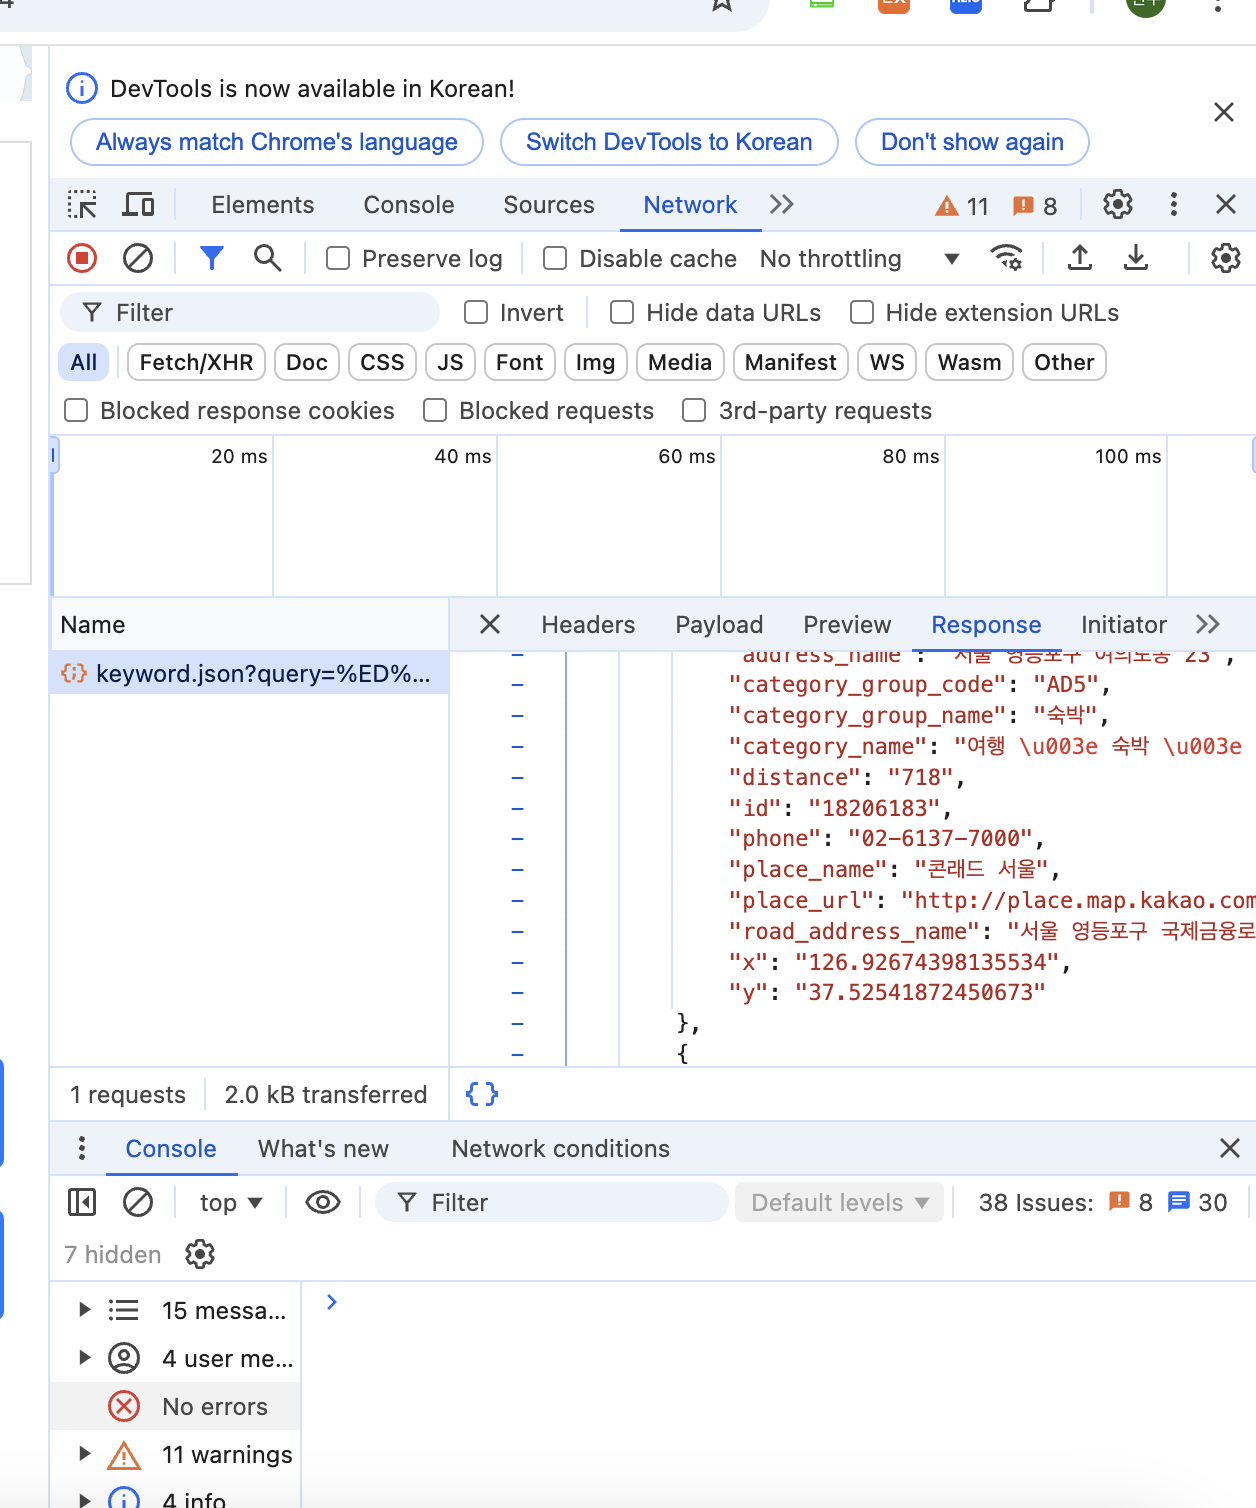 DevTools is now available in Korean!
Always match Chrome's language
Switch DevTools to Korean
Don't show again
Elements
Console
Sources
Network
11
8
Preserve log
Disable cache
No throttling
Filter
Invert
Hide data URLs
Hide extension URLs
All
Fetch/XHR
Doc
CSS
JS
Font
Img
Media
Manifest
WS
Wasm
Other
Blocked response cookies
Blocked requests
3rd-party requests
20 ms
40 ms
60 ms
80 ms
100 ms
Name
Headers
Payload
Preview
Response
Initiator
keyword.json?query=%ED%...
"address_name": "서울 영등포구 여의도동 23",
"category_group_code": "AD5",
"category_group_name": "숙박",
"category_name": "여행 \u003e 숙박 \u003e
"distance": "718",
"id": "18206183",
"phone": "02-6137-7000",
"place_name": "콘래드 서울",
"place_url": "http://place.map.kakao.com
"road_address_name": "서울 영등포구 국제금융로
"x": "126.92674398135534",
"y": "37.52541872450673"
},
{
1 requests
2.0 kB transferred
{ }
Console
What's new
Network conditions
top
Filter
Default levels
38 Issues:
8
30
7 hidden
15 messa...
4 user me...
No errors
11 warnings
4 info